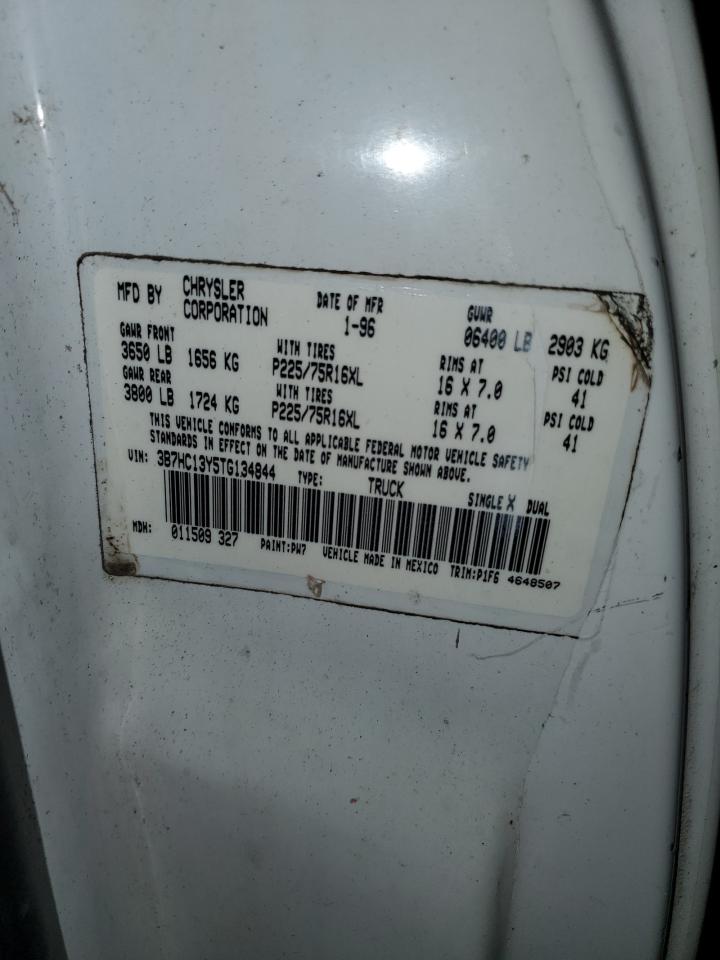 MFD BY CHRYSLER CORPORATION DATE OF MFR 1-96 GVWR 06400 LB 2903 KG
GAWR FRONT WITH TIRES RIMS AT PSI COLD
3650 LB 1656 KG P225/75R16XL 16 X 7.0 41
GAWR REAR WITH TIRES RIMS AT PSI COLD
3800 LB 1724 KG P225/75R16XL 16 X 7.0 41
THIS VEHICLE CONFORMS TO ALL APPLICABLE FEDERAL MOTOR VEHICLE SAFETY
STANDARDS IN EFFECT ON THE DATE OF MANUFACTURE SHOWN ABOVE.
VIN: 3B7HC13Y5TG134844 TYPE: TRUCK SINGLE X DUAL
MDH: 011509 327 PAINT:PW7 VEHICLE MADE IN MEXICO TRIM:P1F6 4648507